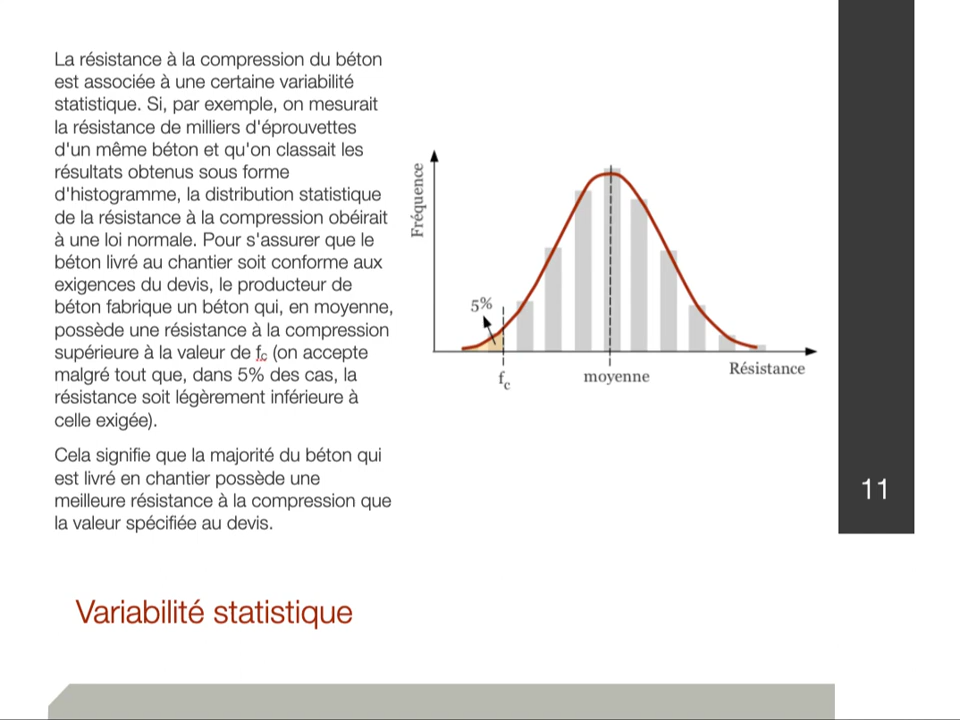 La résistance à la compression du béton
est associée à une certaine variabilité
statistique. Si, par exemple, on mesurait
la résistance de milliers d'éprouvettes
d'un même béton et qu'on classait les
résultats obtenus sous forme
d'histogramme, la distribution statistique
de la résistance à la compression obéirait
à une loi normale. Pour s'assurer que le
béton livré au chantier soit conforme aux
exigences du devis, le producteur de
béton fabrique un béton qui, en moyenne,
possède une résistance à la compression
supérieure à la valeur de fc (on accepte
malgré tout que, dans 5% des cas, la
résistance soit légèrement inférieure à
celle exigée).
Cela signifie que la majorité du béton qui
est livré en chantier possède une
meilleure résistance à la compression que
la valeur spécifiée au devis.
Fréquence
5%
fc
moyenne
Résistance
11
Variabilité statistique